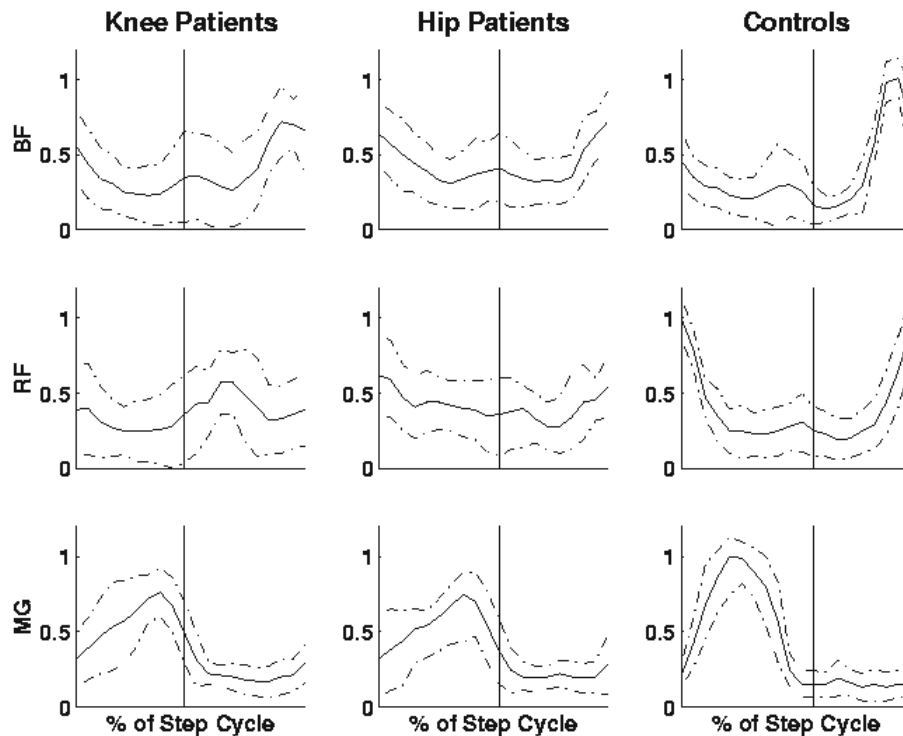 Knee Patients Hip Patients Controls
BF 1 0.5 0 1 0.5 0 1 0.5 0
RF 1 0.5 0 1 0.5 0 1 0.5 0
MG 1 0.5 0 1 0.5 0 1 0.5 0
% of Step Cycle % of Step Cycle % of Step Cycle